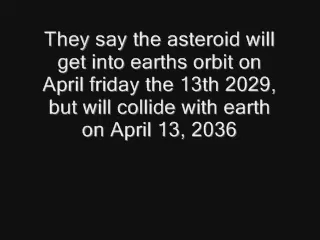 They say the asteroid will
get into earths orbit on
April friday the 13th 2029,
but will collide with earth
on April 13, 2036